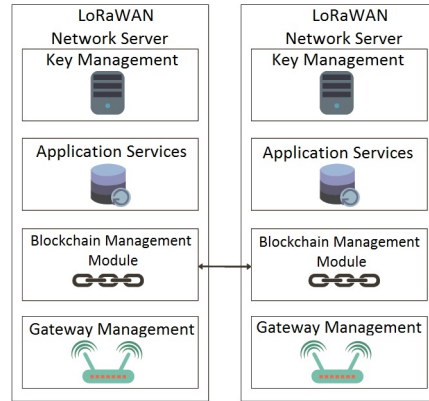 LoRaWAN
Network Server
Key Management
Application Services
Blockchain Management
Module
Gateway Management
LoRaWAN
Network Server
Key Management
Application Services
Blockchain Management
Module
Gateway Management